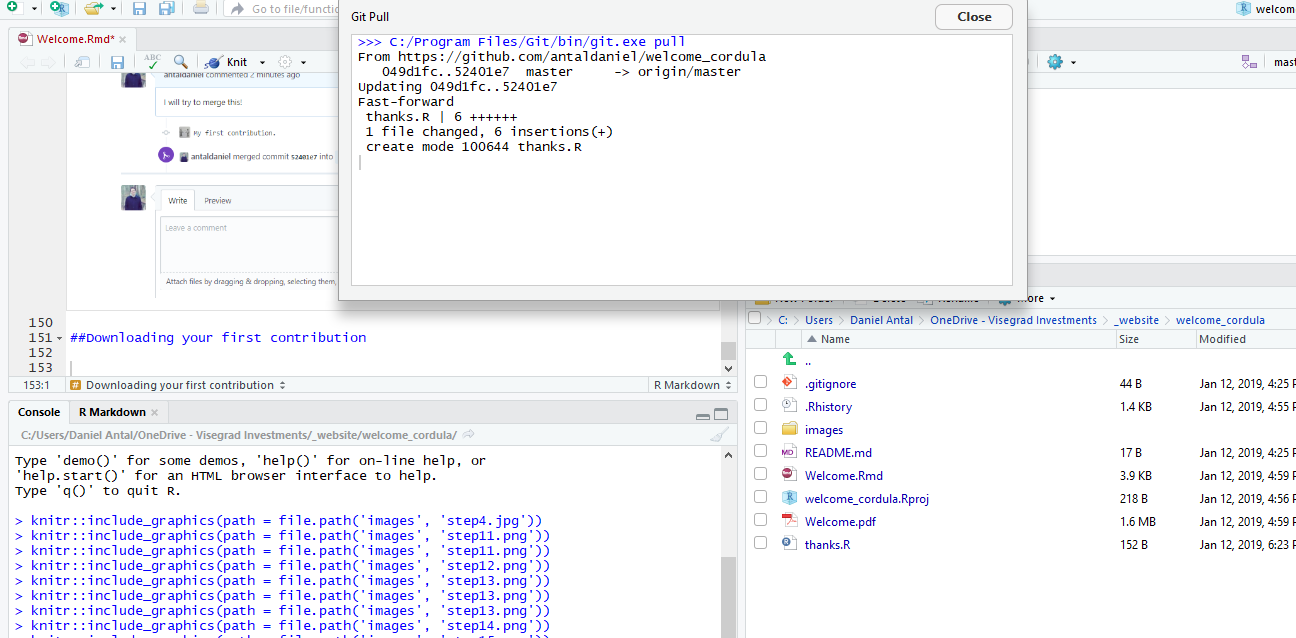 Go to file/functio
welcom
Welcome.Rmd*
ABC
Knit
mast
antaldaniel commented 2 minutes ago
I will try to merge this!
My first contribution.
antaldaniel merged commit 52401e7 into
Write Preview
Leave a comment
Attach files by dragging & dropping, selecting them,
150
151 ##Downloading your first contribution
152
153
153:1 Downloading your first contribution R Markdown
Git Pull
Close
>>> C:/Program Files/Git/bin/git.exe pull
From https://github.com/antaldaniel/welcome_cordula
049d1fc..52401e7 master -> origin/master
Updating 049d1fc..52401e7
Fast-forward
thanks.R | 6 ++++++
1 file changed, 6 insertions(+)
create mode 100644 thanks.R
Console R Markdown
C:/Users/Daniel Antal/OneDrive - Visegrad Investments/_website/welcome_cordula/
Type 'demo()' for some demos, 'help()' for on-line help, or
'help.start()' for an HTML browser interface to help.
Type 'q()' to quit R.
> knitr::include_graphics(path = file.path('images', 'step4.jpg'))
> knitr::include_graphics(path = file.path('images', 'step11.png'))
> knitr::include_graphics(path = file.path('images', 'step11.png'))
> knitr::include_graphics(path = file.path('images', 'step12.png'))
> knitr::include_graphics(path = file.path('images', 'step13.png'))
> knitr::include_graphics(path = file.path('images', 'step13.png'))
> knitr::include_graphics(path = file.path('images', 'step13.png'))
> knitr::include_graphics(path = file.path('images', 'step14.png'))
New Folder Delete Rename More
C: Users Daniel Antal OneDrive - Visegrad Investments _website welcome_cordula
Name Size Modified
..
.gitignore 44 B Jan 12, 2019, 4:25 P
.Rhistory 1.4 KB Jan 12, 2019, 4:55 P
images
README.md 17 B Jan 12, 2019, 4:25 P
Welcome.Rmd 3.9 KB Jan 12, 2019, 4:59 P
welcome_cordula.Rproj 218 B Jan 12, 2019, 4:56 P
Welcome.pdf 1.6 MB Jan 12, 2019, 4:59 P
thanks.R 152 B Jan 12, 2019, 6:23 P